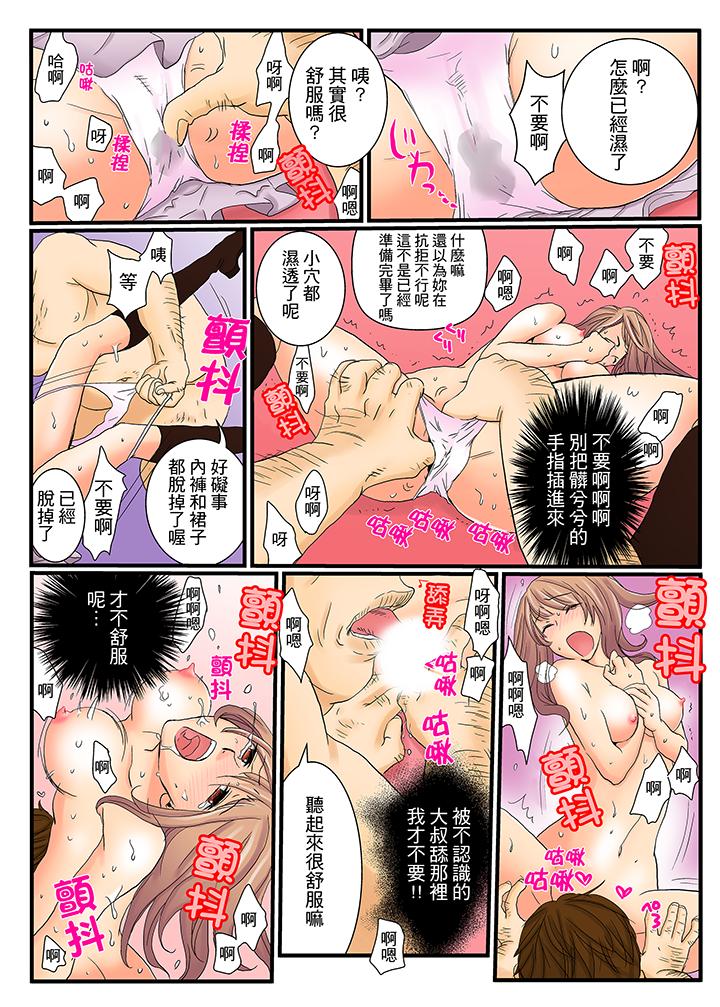 啊？
怎麼已經濕了
不要啊
じわっ…
咦？
其實很
舒服嗎？
呀啊
啊
揉捏
顫抖
啊嗯
哈啊
咕啾
呀
揉捏
啊
啊
顫抖
不要
啊
啊
啊嗯
什麼嘛
還以為妳在
抗拒不行呢
這不是已經
準備完畢了嗎
小穴都
濕透了呢
不要啊
顫抖
啊
啊
不要啊啊啊
別把髒兮兮的
手指插進來
咕啾
咕啾
咕啾
呀啊
呀
咦
等
顫抖
好礙事
內褲和裙子
都脫掉了喔
不要啊
已經
脫掉了
顫抖
啊啊嗯
啊
顫抖
啊
咕啾
咕啾
呀啊嗯
舔弄
啊
咕啾
咕啾
被不認識的
大叔舔那裡
我才不要!!
聽起來很舒服嘛
啊嗯
顫抖
啊啊嗯
才不舒服
呢…
顫抖
啊
啊
顫抖
啊
啊
顫抖
啊